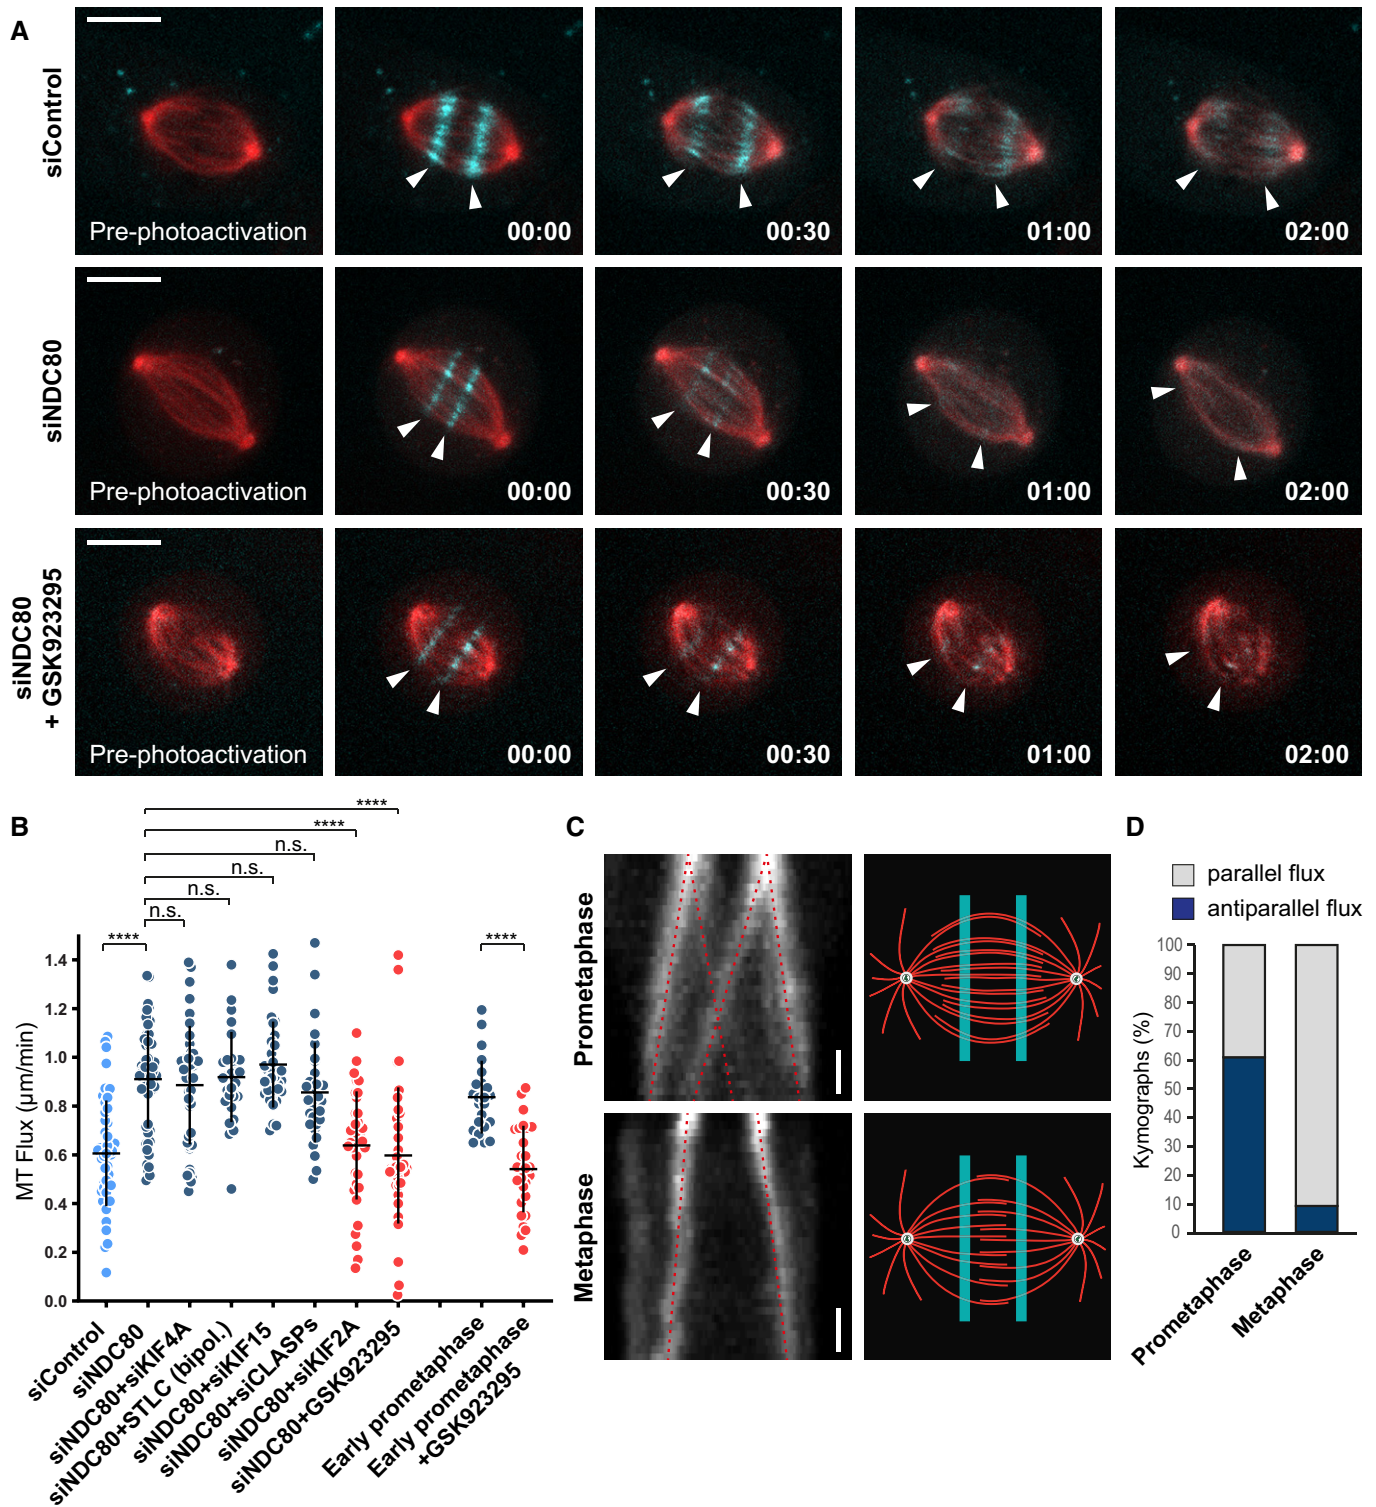 A
siControl
Pre-photoactivation
00:00
00:30
01:00
02:00
siNDC80
Pre-photoactivation
00:00
00:30
01:00
02:00
siNDC80
+ GSK923295
Pre-photoactivation
00:00
00:30
01:00
02:00
B
****
****
n.s.
n.s.
n.s.
n.s.
****
****
MT Flux (µm/min)
1.4
1.2
1.0
0.8
0.6
0.4
0.2
0.0
siControl
siNDC80
siNDC80+siKIF4A
siNDC80+STLC (bipol.)
siNDC80+siKIF15
siNDC80+siCLASPs
siNDC80+siKIF2A
siNDC80+GSK923295
Early prometaphase
Early prometaphase
+GSK923295
C
Prometaphase
Metaphase
D
parallel flux
antiparallel flux
Kymographs (%)
100
90
80
70
60
50
40
30
20
10
0
Prometaphase
Metaphase